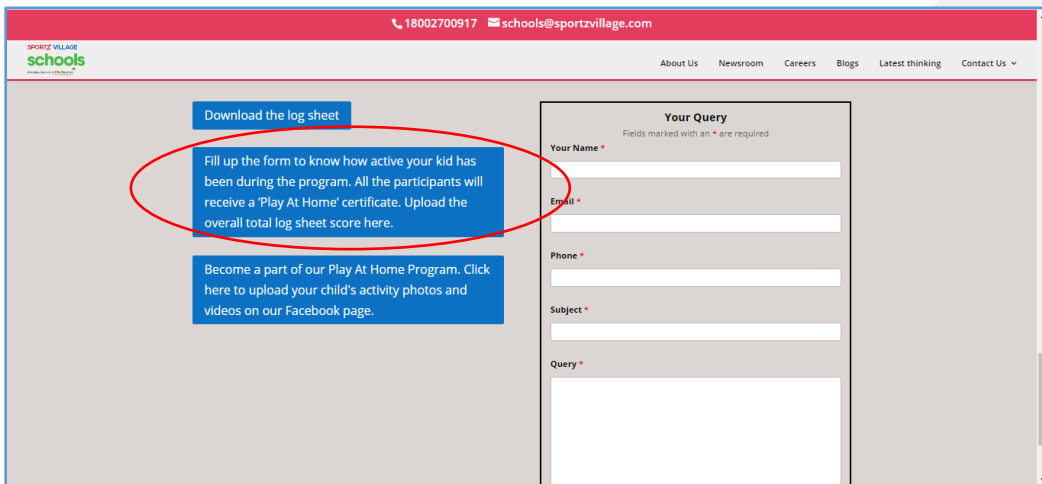 18002700917 schools@sportzvillage.com
SPORTZ VILLAGE
schools
About Us Newsroom Careers Blogs Latest thinking Contact Us
Download the log sheet
Fill up the form to know how active your kid has
been during the program. All the participants will
receive a ‘Play At Home’ certificate. Upload the
overall total log sheet score here.
Become a part of our Play At Home Program. Click
here to upload your child's activity photos and
videos on our Facebook page.
Your Query
Fields marked with an * are required
Your Name *
Email *
Phone *
Subject *
Query *